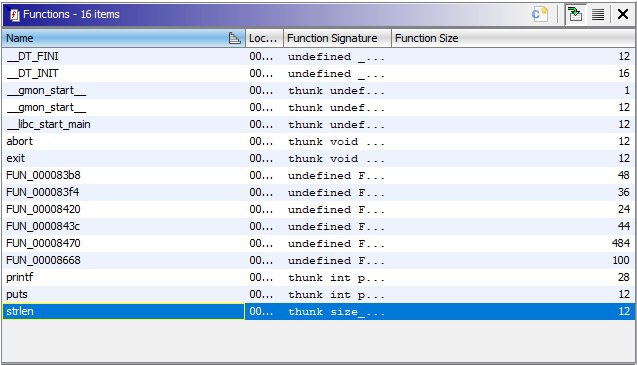 Functions - 16 items
Name Loc... Function Signature Function Size
__DT_FINI 00... undefined _... 12
__DT_INIT 00... undefined _... 16
__gmon_start__ 00... thunk undef... 1
__gmon_start__ 00... thunk undef... 12
__libc_start_main 00... thunk undef... 12
abort 00... thunk void ... 12
exit 00... thunk void ... 12
FUN_000083b8 00... undefined F... 48
FUN_000083f4 00... undefined F... 36
FUN_00008420 00... undefined F... 24
FUN_0000843c 00... undefined F... 44
FUN_00008470 00... undefined F... 484
FUN_00008668 00... undefined F... 100
printf 00... thunk int p... 28
puts 00... thunk int p... 12
strlen 00... thunk size_... 12